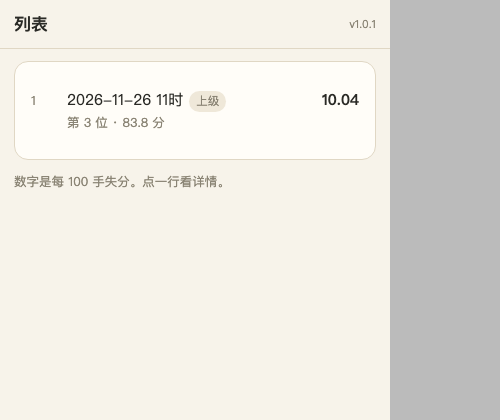 列表
v1.0.1
1
2026–11–26 11时 上级
10.04
第 3 位 · 83.8 分
数字是每 100 手失分。点一行看详情。